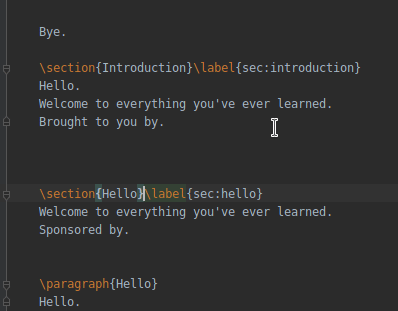 Bye.
\section{Introduction}\label{sec:introduction}
Hello.
Welcome to everything you've ever learned.
Brought to you by.
\section{Hello}\label{sec:hello}
Welcome to everything you've ever learned.
Sponsored by.
\paragraph{Hello}
Hello.